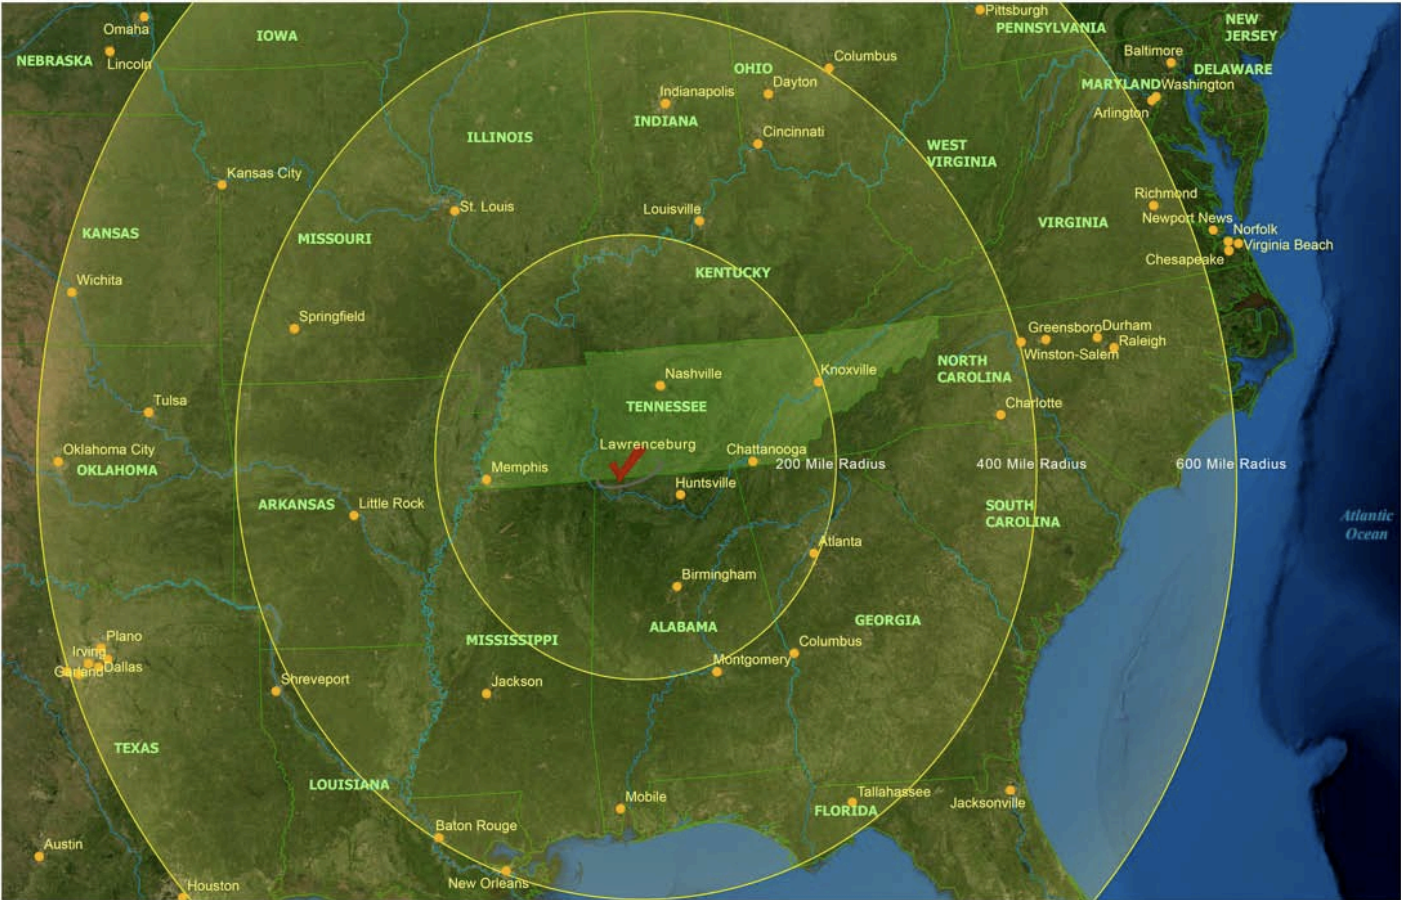 Pittsburgh
PENNSYLVANIA
NEW
JERSEY
Omaha
IOWA
NEBRASKA
Lincoln
Columbus
OHIO
Baltimore
DELAWARE
MARYLAND
Washington
Arlington
Indianapolis
Dayton
INDIANA
ILLINOIS
Cincinnati
WEST
VIRGINIA
Kansas City
St. Louis
Louisville
Richmond
Newport News
Norfolk
Virginia Beach
Chesapeake
VIRGINIA
KANSAS
MISSOURI
KENTUCKY
Wichita
Springfield
Greensboro
Durham
Raleigh
Winston-Salem
NORTH
CAROLINA
Nashville
Knoxville
TENNESSEE
Tulsa
Charlotte
Lawrenceburg
Chattanooga
Oklahoma City
OKLAHOMA
Memphis
200 Mile Radius
400 Mile Radius
600 Mile Radius
Huntsville
ARKANSAS
Little Rock
SOUTH
CAROLINA
Atlantic
Ocean
Atlanta
Birmingham
ALABAMA
GEORGIA
MISSISSIPPI
Columbus
Montgomery
Plano
Irving
Garland
Dallas
Shreveport
Jackson
TEXAS
LOUISIANA
Mobile
Tallahassee
FLORIDA
Jacksonville
Baton Rouge
New Orleans
Austin
Houston